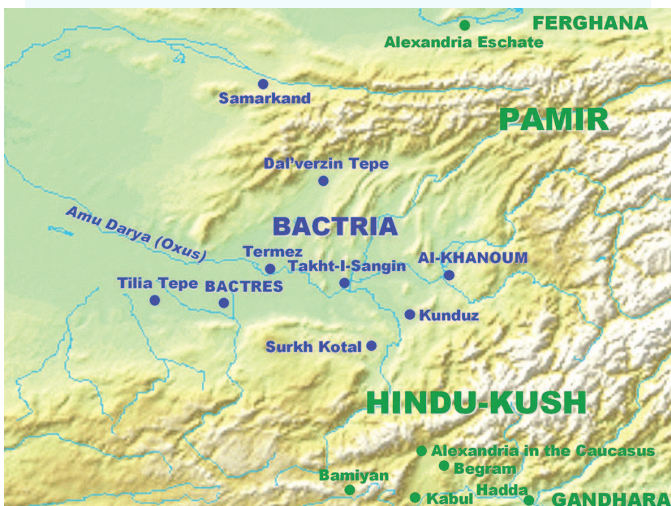 FERGHANA
Alexandria Eschate
Samarkand
PAMIR
Dal'verzin Tepe
Amu Darya (Oxus)
BACTRIA
Termez
AI-KHANOUM
Takht-I-Sangin
Tilia Tepe
BACTRES
Kunduz
Surkh Kotal
HINDU-KUSH
Alexandria in the Caucasus
Begram
Bamiyan
Kabul
Hadda
GANDHARA